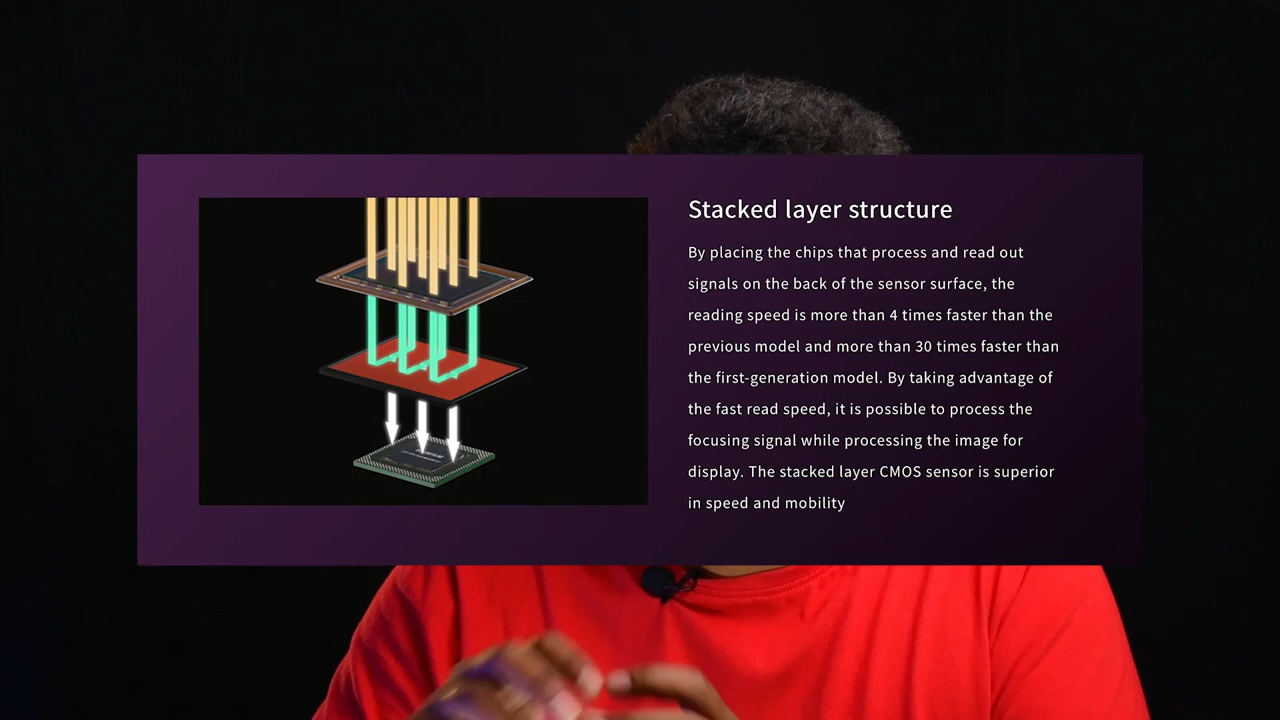 Stacked layer structure
By placing the chips that process and read out
signals on the back of the sensor surface, the
reading speed is more than 4 times faster than the
previous model and more than 30 times faster than
the first-generation model. By taking advantage of
the fast read speed, it is possible to process the
focusing signal while processing the image for
display. The stacked layer CMOS sensor is superior
in speed and mobility